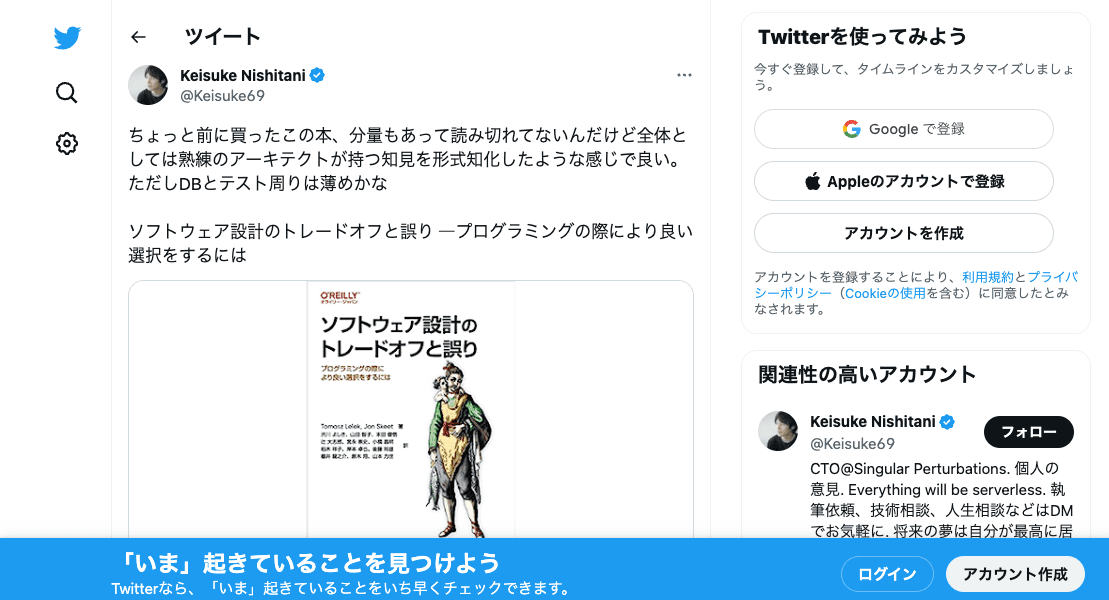 ツイート
Keisuke Nishitani
@Keisuke69
ちょっと前に買ったこの本、分量もあって読み切れてないんだけど全体と
しては熟練のアーキテクトが持つ知見を形式知化したような感じで良い。
ただしDBとテスト周りは薄めかな
ソフトウェア設計のトレードオフと誤り ―プログラミングの際により良い
選択をするには
O'REILLY
オライリー・ジャパン
ソフトウェア設計の
トレードオフと誤り
プログラミングの際に
より良い選択をするには
Tomasz Lelek, Jon Skeet 著
Twitterを使ってみよう
今すぐ登録して、タイムラインをカスタマイズしましょ
う。
Google で登録
Appleのアカウントで登録
アカウントを作成
アカウントを登録することにより、利用規約とプライバ
シーポリシー（Cookieの使用を含む）に同意したとみ
なされます。
関連性の高いアカウント
Keisuke Nishitani
@Keisuke69
フォロー
CTO@Singular Perturbations. 個人の
意見. Everything will be serverless. 執
筆依頼、技術相談、人生相談などはDM
でお気軽に. 将来の夢は自分が最高に居
「いま」起きていることを見つけよう
Twitterなら、「いま」起きていることをいち早くチェックできます。
ログイン
アカウント作成